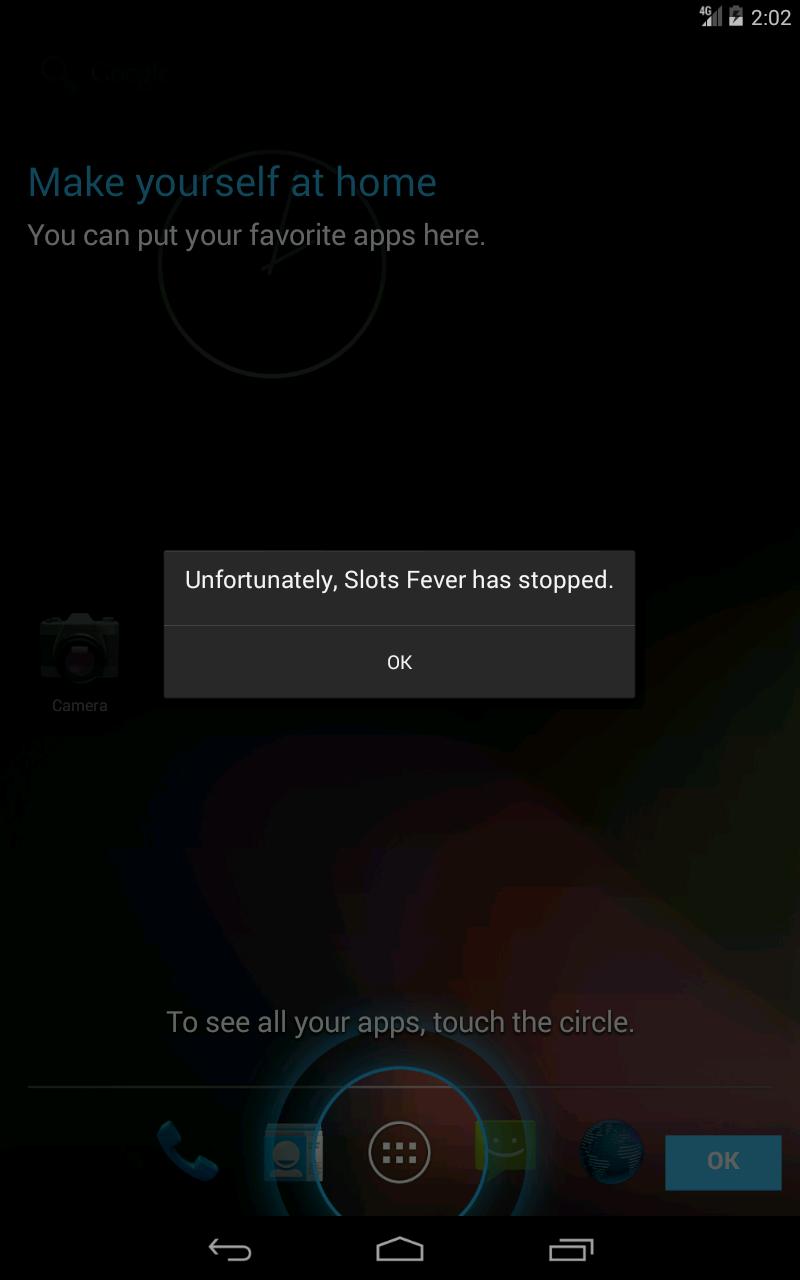 4G 2:02
Google
Make yourself at home
You can put your favorite apps here.
Unfortunately, Slots Fever has stopped.
OK
Camera
To see all your apps, touch the circle.
OK